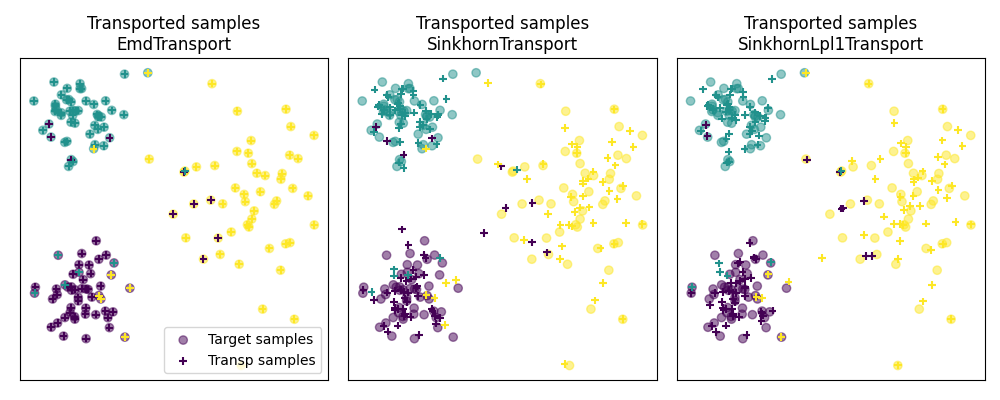 Transported samples
EmdTransport
Transported samples
SinkhornTransport
Transported samples
SinkhornLpl1Transport
Target samples
Transp samples